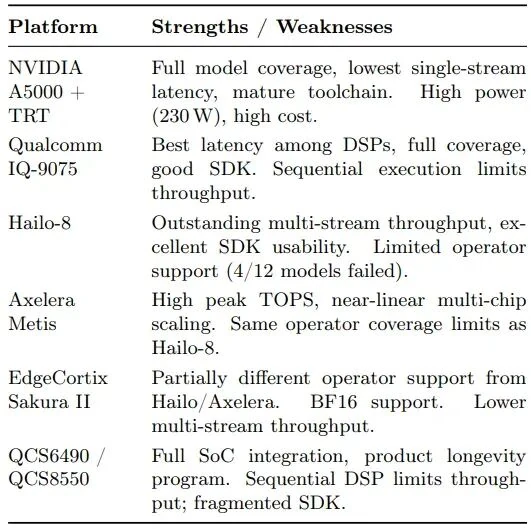 Platform Strengths / Weaknesses
NVIDIA Full model coverage, lowest single-stream
A5000 + latency, mature toolchain. High power
TRT (230 W), high cost.
Qualcomm Best latency among DSPs, full coverage,
IQ-9075 good SDK. Sequential execution limits
throughput.
Hailo-8 Outstanding multi-stream throughput, ex-
cellent SDK usability. Limited operator
support (4/12 models failed).
Axelera High peak TOPS, near-linear multi-chip
Metis scaling. Same operator coverage limits as
Hailo-8.
EdgeCortix Partially different operator support from
Sakura II Hailo/Axelera. BF16 support. Lower
multi-stream throughput.
QCS6490 / Full SoC integration, product longevity
QCS8550 program. Sequential DSP limits through-
put; fragmented SDK.